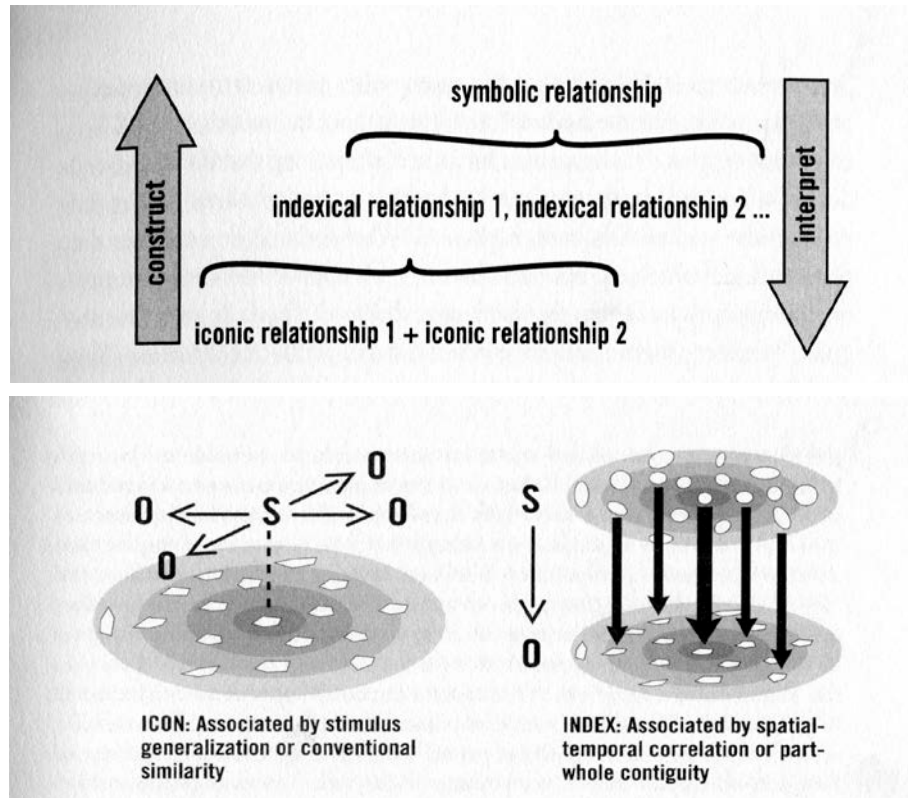 construct
symbolic relationship
interpret
indexical relationship 1, indexical relationship 2 ...
iconic relationship 1 + iconic relationship 2
O
O S O
O
S
O
ICON: Associated by stimulus
generalization or conventional
similarity
INDEX: Associated by spatial-
temporal correlation or part-
whole contiguity